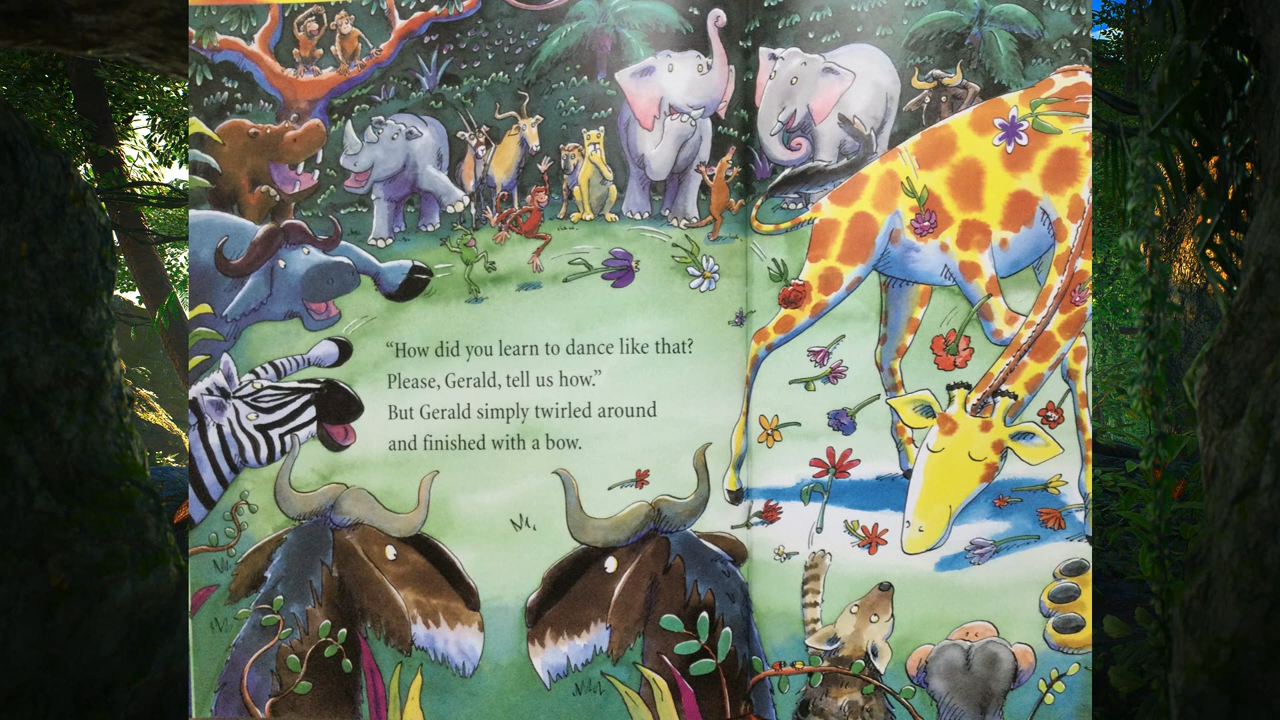 “How did you learn to dance like that?
Please, Gerald, tell us how.”
But Gerald simply twirled around
and finished with a bow.